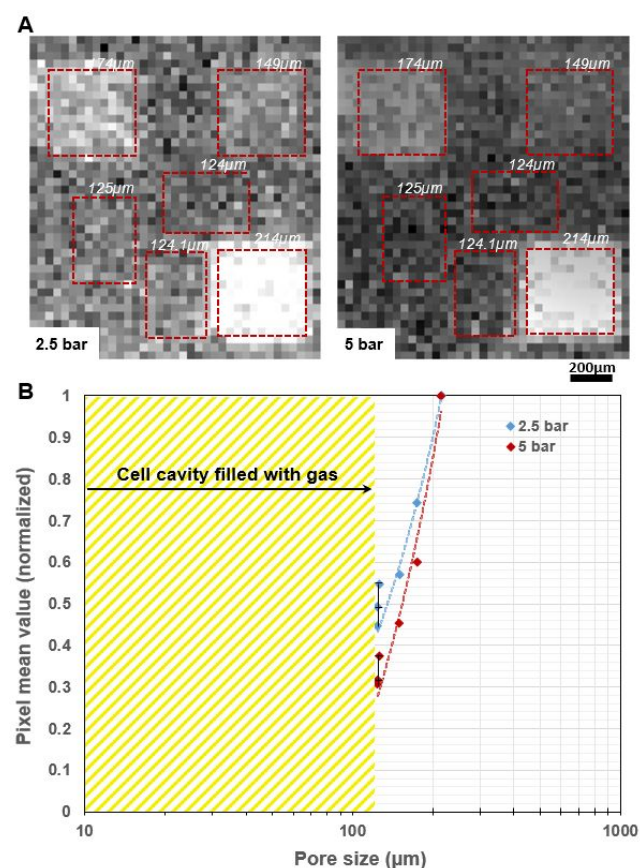 A
174µm
149µm
124µm
125µm
124.1µm
214µm
2.5 bar
174µm
149µm
124µm
125µm
124.1µm
214µm
5 bar
200µm
B
Pixel mean value (normalized)
1
0.9
0.8
0.7
0.6
0.5
0.4
0.3
0.2
0.1
0
Cell cavity filled with gas
2.5 bar
5 bar
10
100
1000
Pore size (µm)